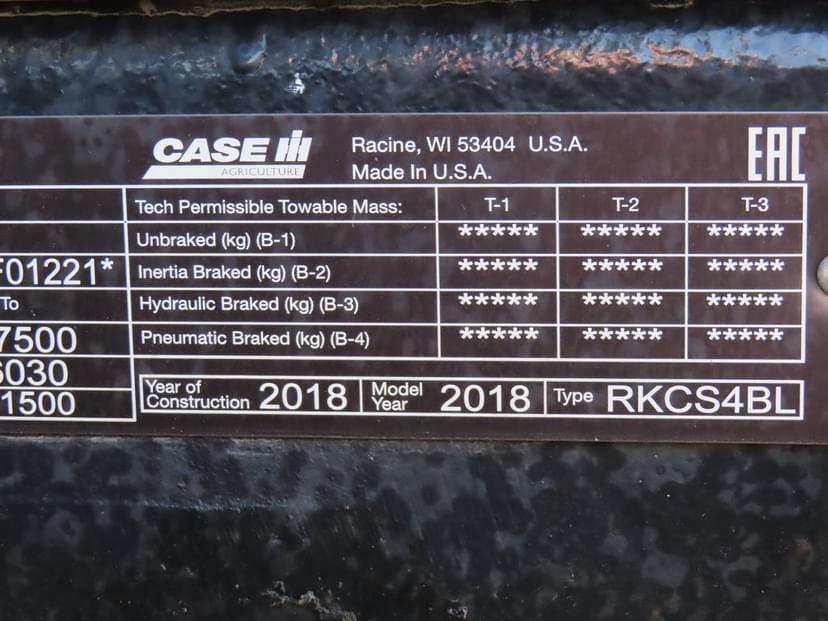 CASE IH
AGRICULTURE
Racine, WI 53404 U.S.A.
Made In U.S.A.
EAC
Tech Permissible Towable Mass: T-1 T-2 T-3
Unbraked (kg) (B-1) ***** ***** *****
F01221* Inertia Braked (kg) (B-2) ***** ***** *****
To Hydraulic Braked (kg) (B-3) ***** ***** *****
7500 Pneumatic Braked (kg) (B-4) ***** ***** *****
6030
1500
Year of Construction 2018 Model Year 2018 Type RKCS4BL